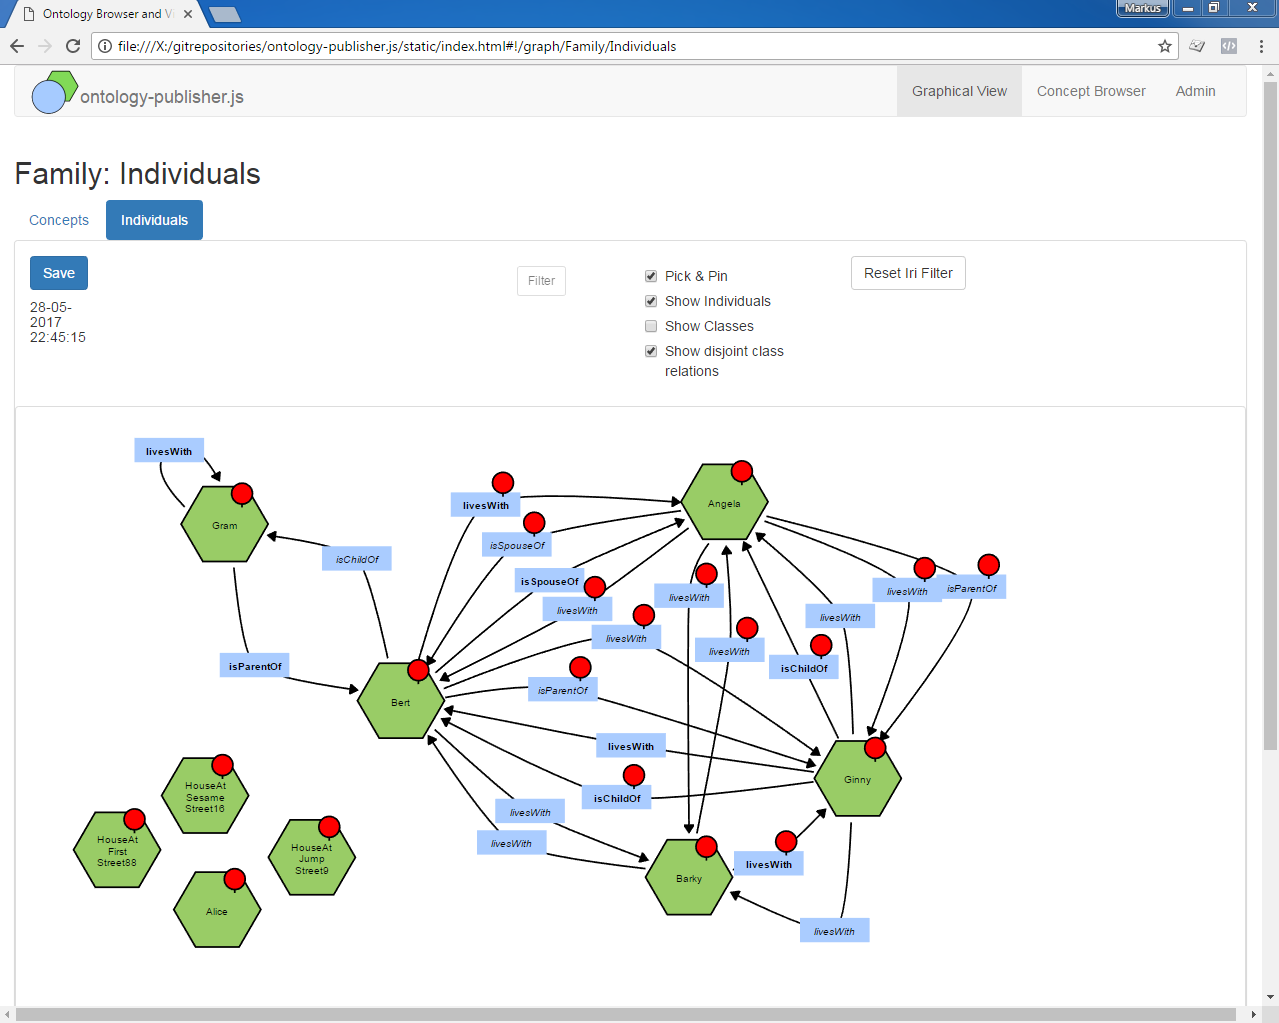 Ontology Browser and V
Markus
file:///X:/gitrepositories/ontology-publisher.js/static/index.html#!/graph/Family/Individuals
ontology-publisher.js
Graphical View
Concept Browser
Admin
Family: Individuals
Concepts
Individuals
Save
28-05-
2017
22:45:15
Filter
Pick & Pin
Show Individuals
Show Classes
Show disjoint class
relations
Reset Iri Filter
livesWith
Gram
isChildOf
isParentOf
livesWith
isSpouseOf
isSpouseOf
livesWith
livesWith
isParentOf
Angela
livesWith
livesWith
livesWith
isParentOf
livesWith
isChildOf
Bert
livesWith
isChildOf
livesWith
livesWith
Ginny
HouseAt
Sesame
Street16
HouseAt
First
Street88
HouseAt
Jump
Street9
Alice
Barky
livesWith
livesWith